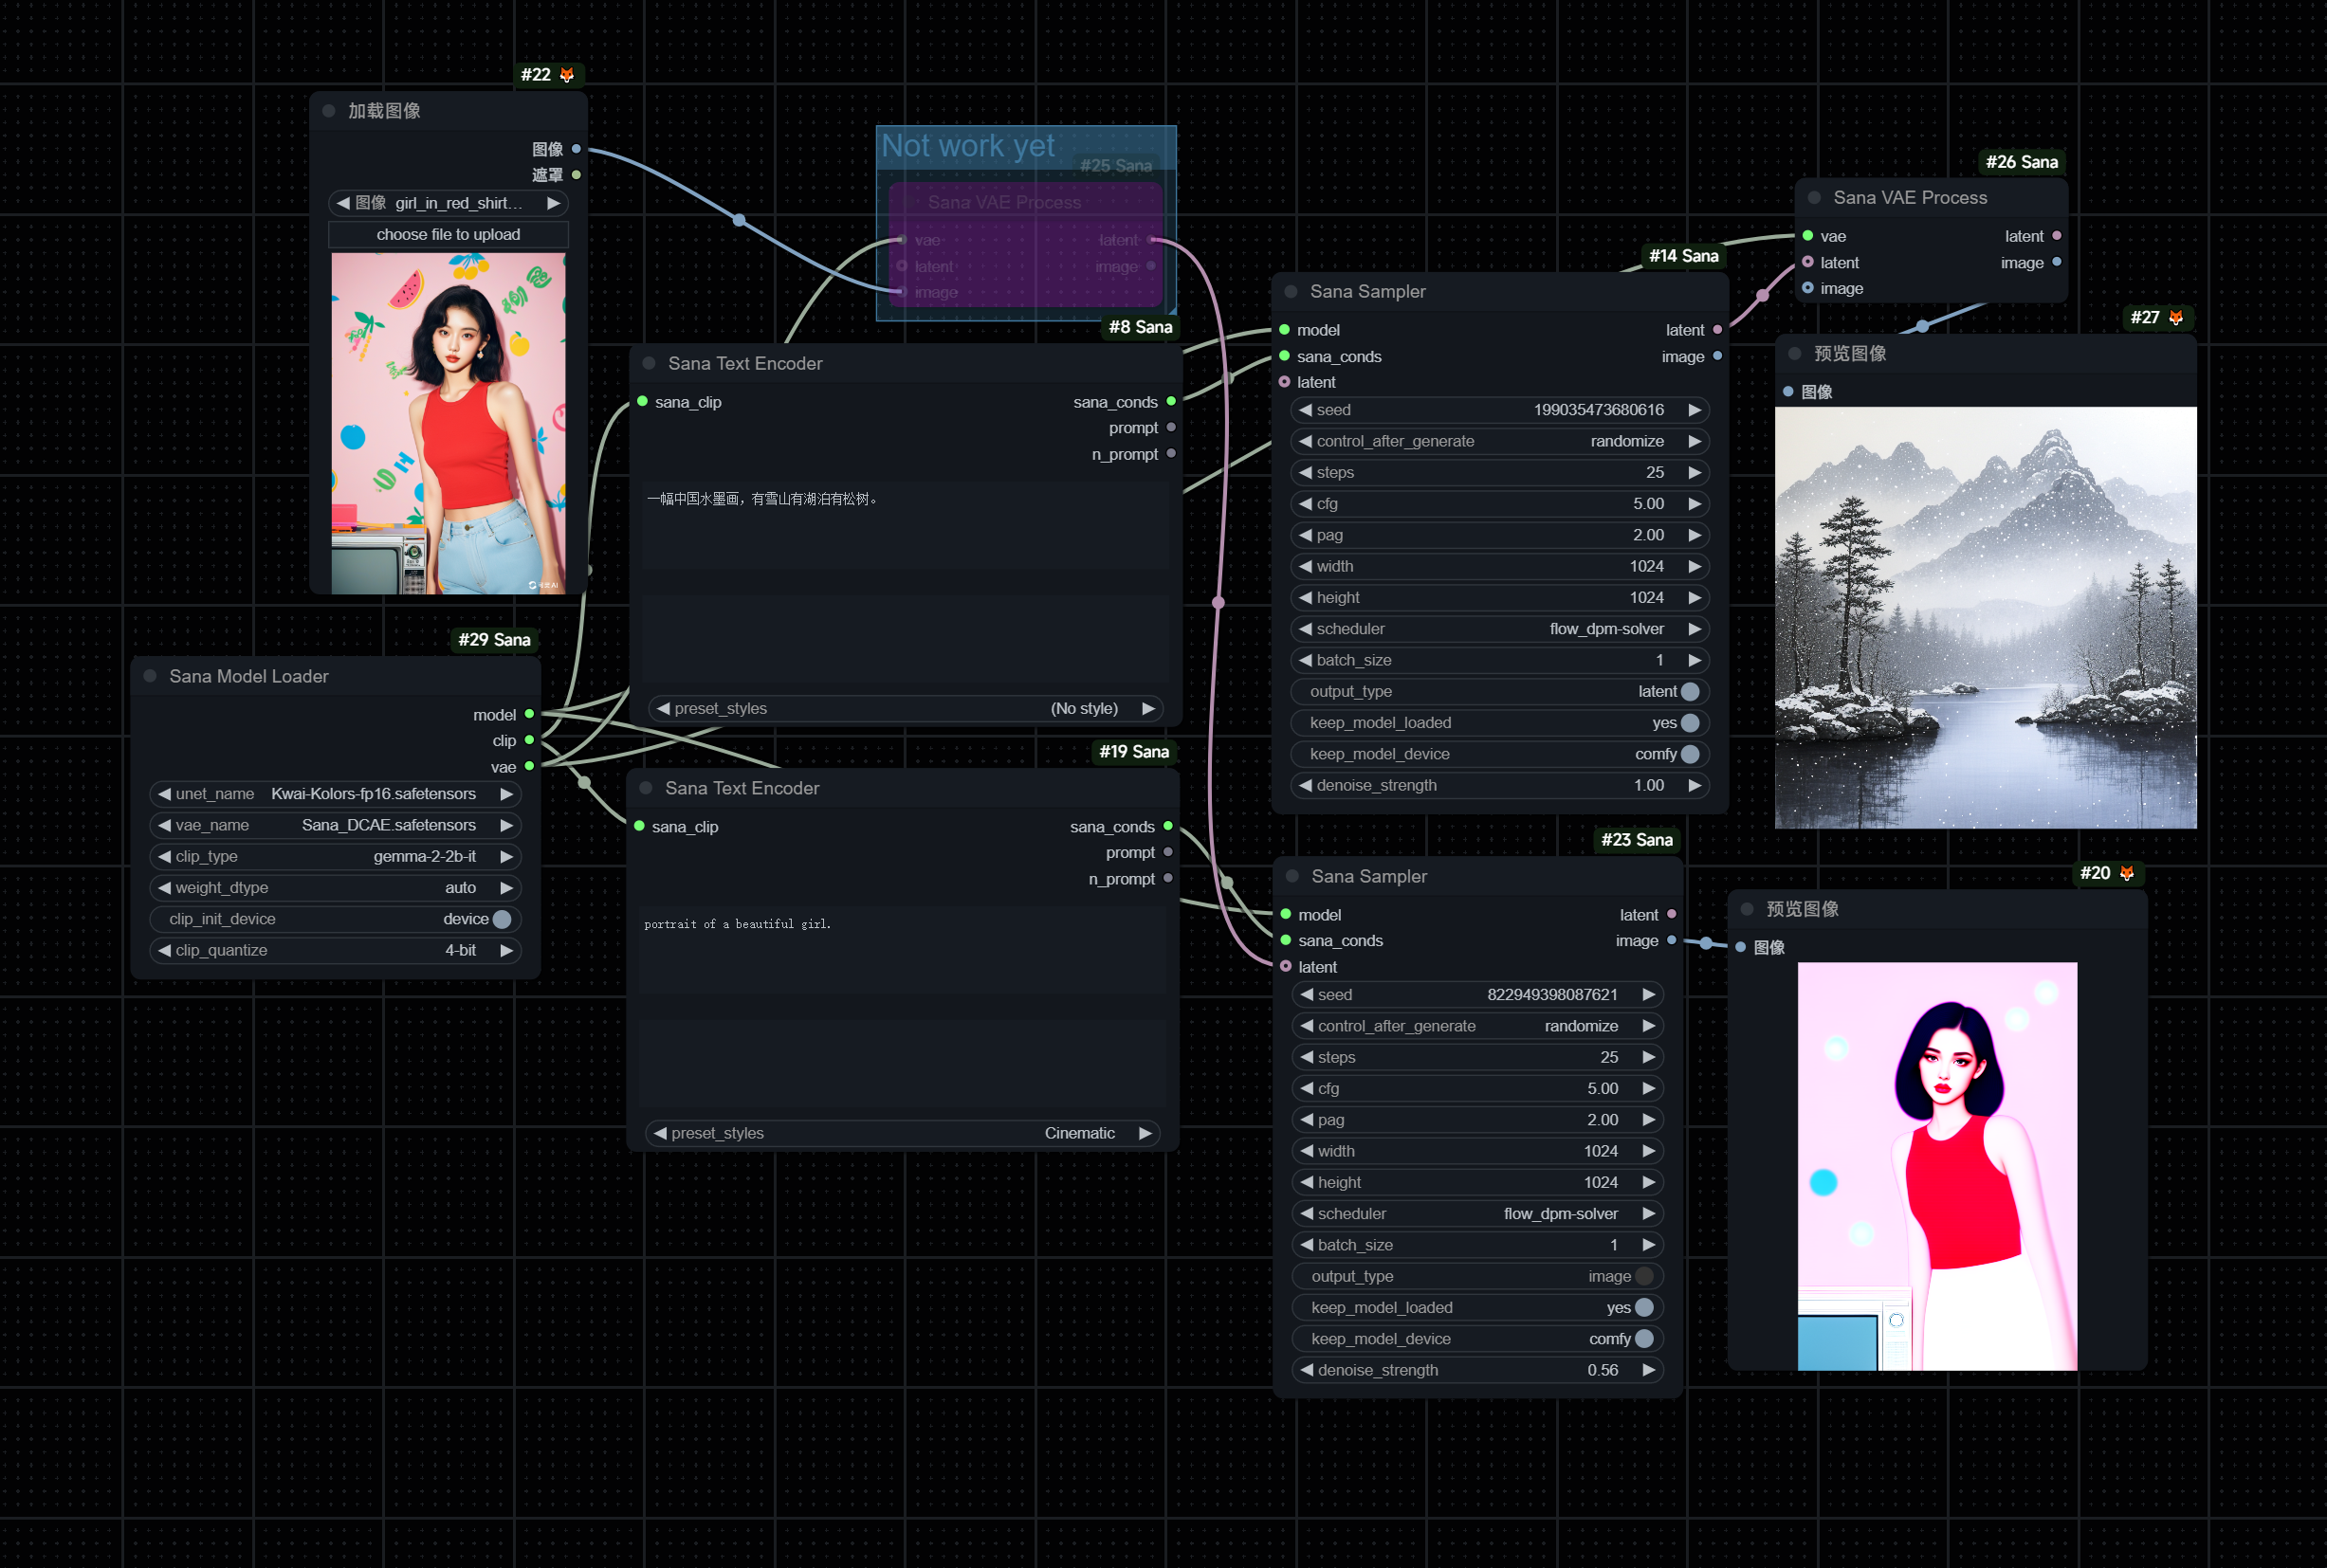 #22
加载图像
图像
遮罩
图像 girl_in_red_shirt...
choose file to upload
Not work yet
#25 Sana
Sana VAE Process
vae latent
latent image
image
#8 Sana
Sana Text Encoder
sana_clip sana_conds
prompt
n_prompt
一幅中国水墨画，有雪山有湖泊有松树。
preset_styles (No style)
#29 Sana
Sana Model Loader
model
clip
vae
unet_name Kwai-Kolors-fp16.safetensors
vae_name Sana_DCAE.safetensors
clip_type gemma-2-2b-it
weight_dtype auto
clip_init_device device
clip_quantize 4-bit
#19 Sana
Sana Text Encoder
sana_clip sana_conds
prompt
n_prompt
portrait of a beautiful girl.
preset_styles Cinematic
#14 Sana
Sana Sampler
model latent
sana_conds image
latent
seed 199035473680616
control_after_generate randomize
steps 25
cfg 5.00
pag 2.00
width 1024
height 1024
scheduler flow_dpm-solver
batch_size 1
output_type latent
keep_model_loaded yes
keep_model_device comfy
denoise_strength 1.00
#23 Sana
Sana Sampler
model latent
sana_conds image
latent
seed 822949398087621
control_after_generate randomize
steps 25
cfg 5.00
pag 2.00
width 1024
height 1024
scheduler flow_dpm-solver
batch_size 1
output_type image
keep_model_loaded yes
keep_model_device comfy
denoise_strength 0.56
#26 Sana
Sana VAE Process
vae latent
latent image
image
#27
预览图像
图像
#20
预览图像
图像